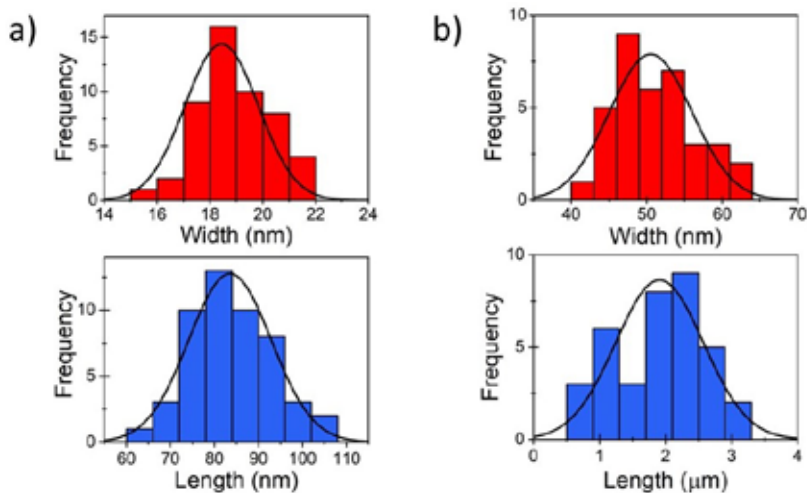 a)
Frequency
15
10
5
0
14 16 18 20 22 24
Width (nm)
Frequency
10
5
0
60 70 80 90 100 110
Length (nm)
b)
Frequency
10
5
0
40 50 60 70
Width (nm)
Frequency
10
5
0
0 1 2 3 4
Length (μm)